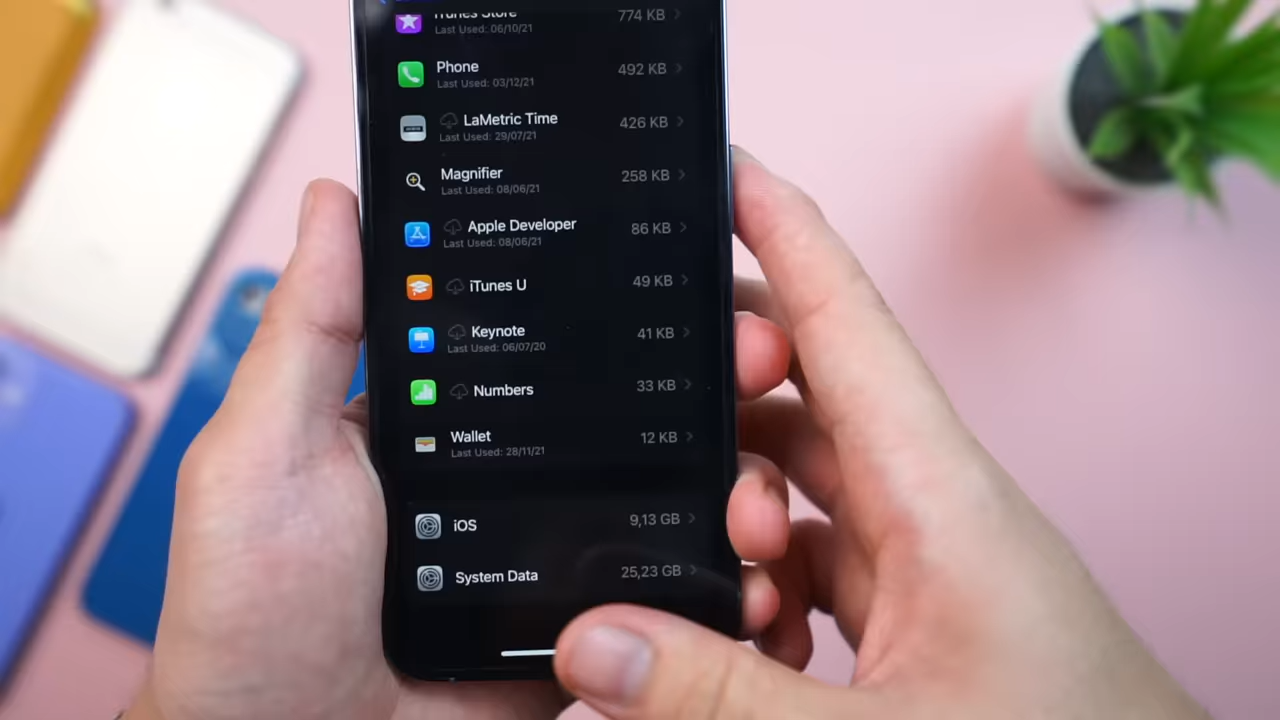 iTunes Store 774 KB
Last Used: 06/10/21
Phone 492 KB
Last Used: 03/12/21
LaMetric Time 426 KB
Last Used: 29/07/21
Magnifier 258 KB
Last Used: 08/06/21
Apple Developer 86 KB
Last Used: 08/06/21
iTunes U 49 KB
Keynote 41 KB
Last Used: 06/07/20
Numbers 33 KB
Wallet 12 KB
Last Used: 28/11/21
iOS 9,13 GB
System Data 25,23 GB